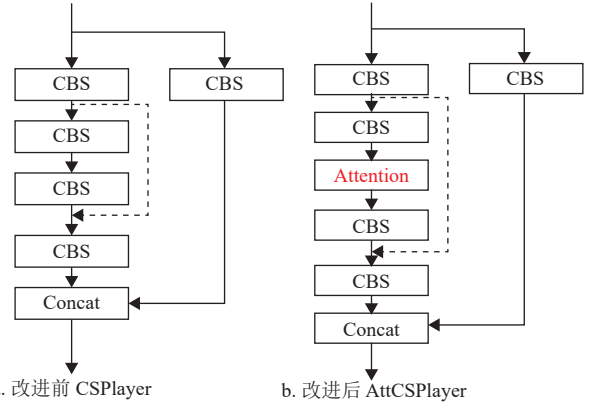 CBS
CBS
CBS
CBS
CBS
Concat
. 改进前 CSPlayer
CBS
CBS
CBS
Attention
CBS
CBS
Concat
b. 改进后 AttCSPlayer